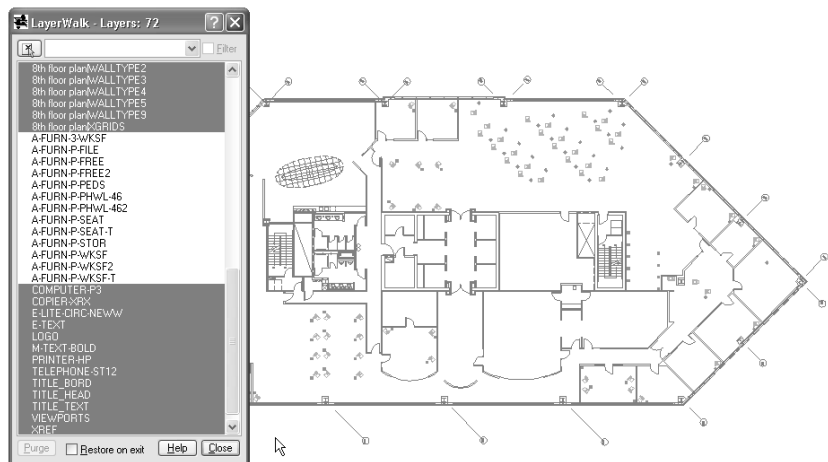 LayerWalk - Layers: 72
Filter
8th floor plan|WALLTYPE2
8th floor plan|WALLTYPE3
8th floor plan|WALLTYPE4
8th floor plan|WALLTYPE5
8th floor plan|WALLTYPE9
8th floor plan|XGRIDS
A-FURN-3-WKSF
A-FURN-P-FILE
A-FURN-P-FREE
A-FURN-P-FREE2
A-FURN-P-PEDS
A-FURN-P-PHWL-46
A-FURN-P-PHWL-462
A-FURN-P-SEAT
A-FURN-P-SEAT-T
A-FURN-P-STOR
A-FURN-P-WKSF
A-FURN-P-WKSF2
A-FURN-P-WKSF-T
COMPUTER-P3
COPIER-XRX
E-LITE-CIRC-NEWW
E-TEXT
LOGO
M-TEXT-BOLD
PRINTER-HP
TELEPHONE-ST12
TITLE_BORD
TITLE_HEAD
TITLE_TEXT
VIEWPORTS
XREF
Purge Restore on exit Help Close